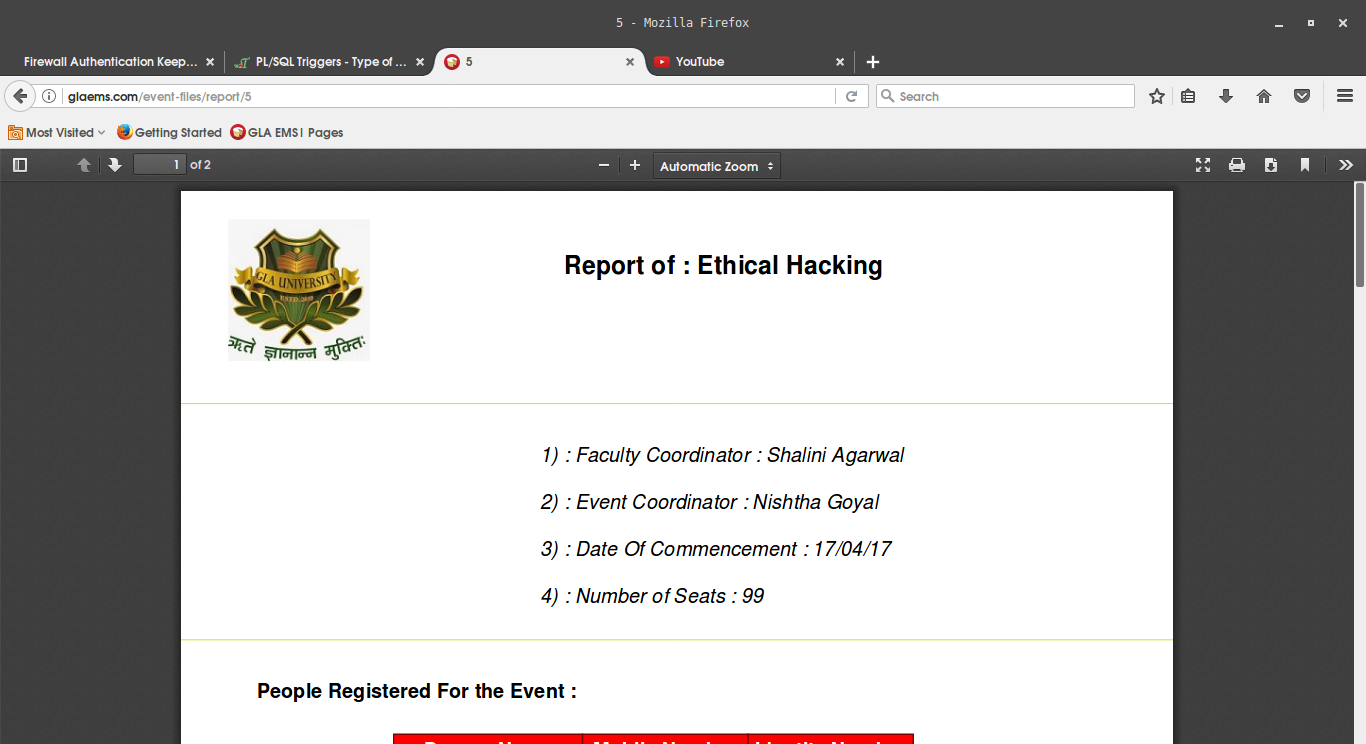 5 - Mozilla Firefox
Firewall Authentication Keep...
PL/SQL Triggers - Type of ...
5
YouTube
glaems.com/event-files/report/5
Search
Most Visited
Getting Started
GLA EMS| Pages
1 of 2
Automatic Zoom
GLA UNIVERSITY
ESTD. 2010
ऋते ज्ञानान्न मुक्तिः
Report of : Ethical Hacking
1) : Faculty Coordinator : Shalini Agarwal
2) : Event Coordinator : Nishtha Goyal
3) : Date Of Commencement : 17/04/17
4) : Number of Seats : 99
People Registered For the Event :